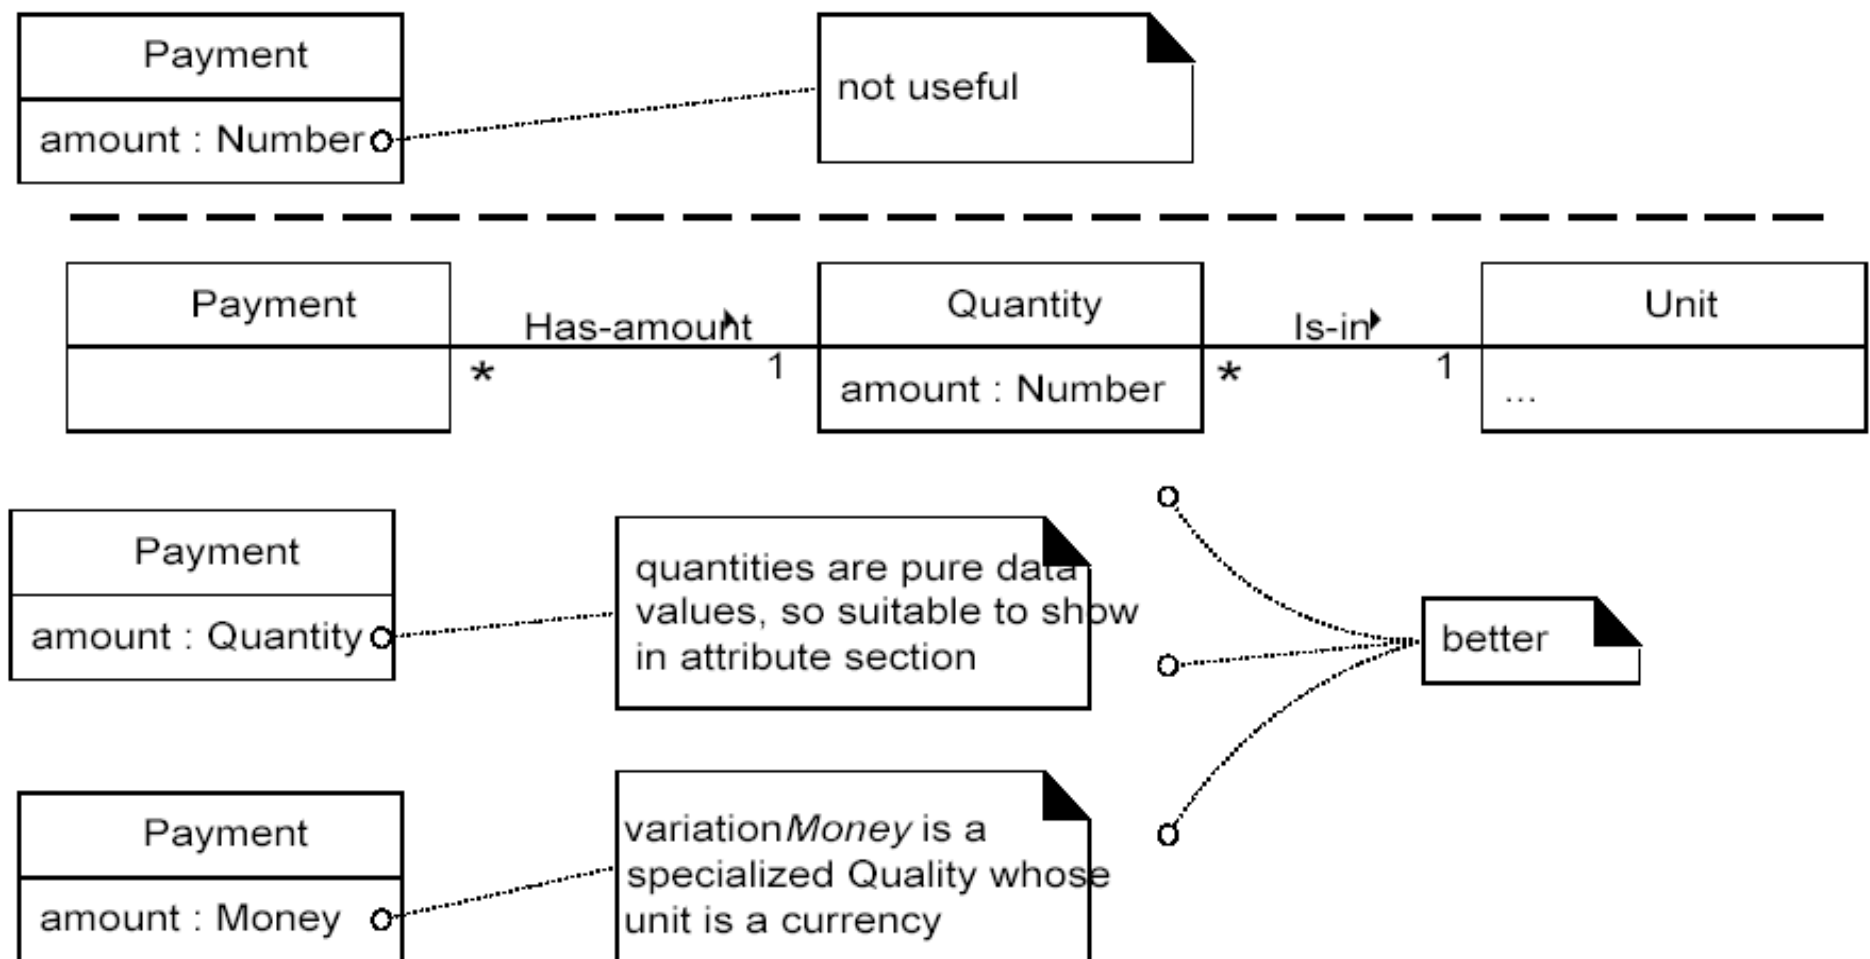 Payment
amount : Number
not useful
Payment
Has-amount
*
1
Quantity
amount : Number
Is-in
*
1
Unit
...
Payment
amount : Quantity
quantities are pure data
values, so suitable to show
in attribute section
better
Payment
amount : Money
variation Money is a
specialized Quality whose
unit is a currency